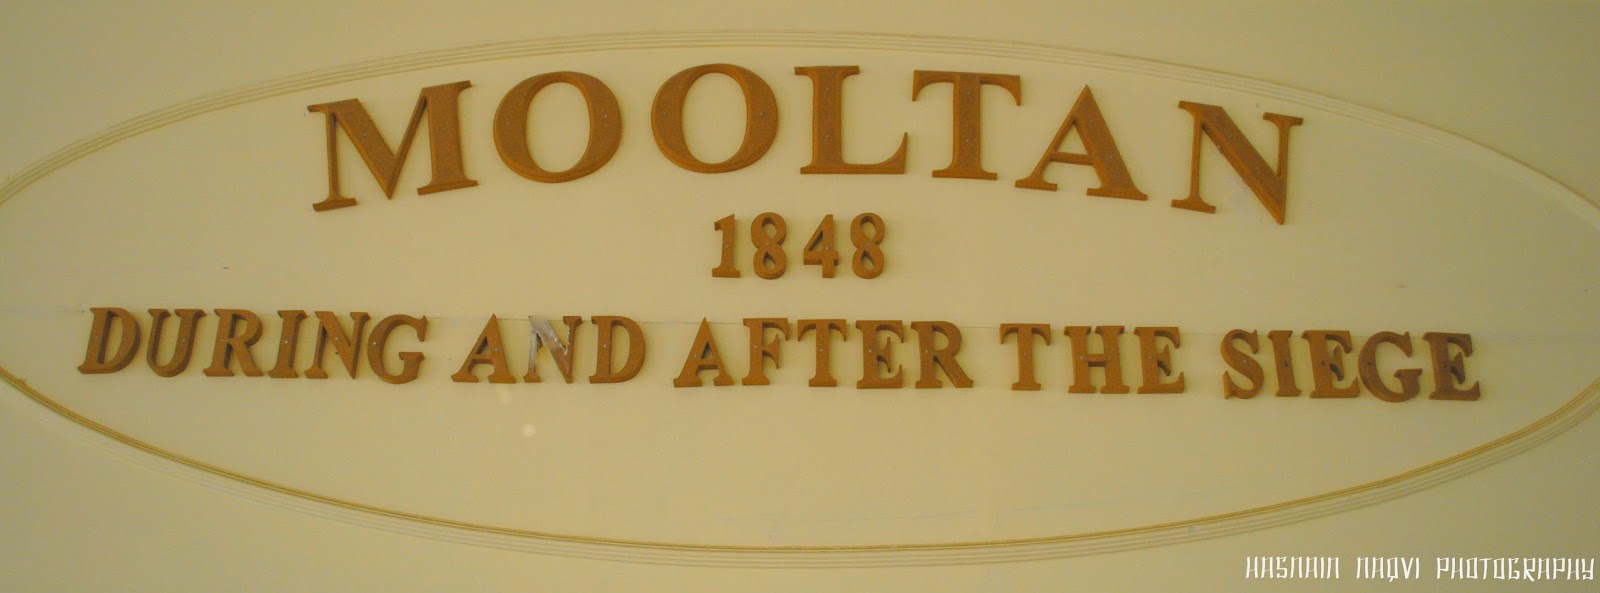 MOOLTAN
1848
DURING AND AFTER THE SIEGE
HASNAIN NAQVI PHOTOGRAPHY